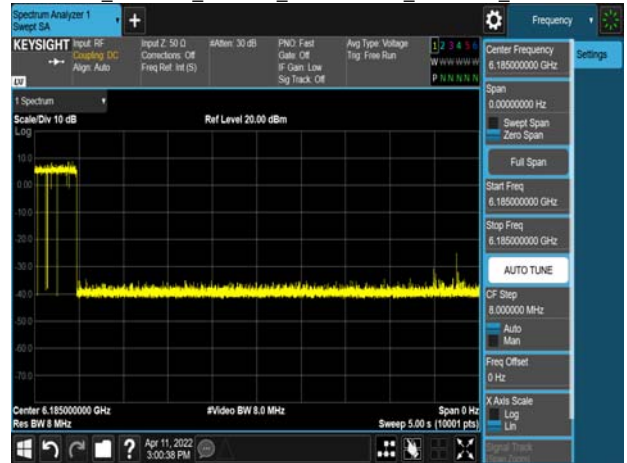 Spectrum Analyzer 1
Swept SA
Frequency
KEYSIGHT
Input: RF
Coupling: DC
Align: Auto
Input Z: 50 Ω
Corrections: Off
Freq Ref: Int (S)
#Atten: 30 dB
PNO: Fast
Gate: Off
IF Gain: Low
Sig Track: Off
Avg Type: Voltage
Trig: Free Run
1 2 3 4 5 6
W W W W W W
P N N N N N
LXI
1 Spectrum
Scale/Div 10 dB
Ref Level 20.00 dBm
Log
10.0
0.00
-10.0
-20.0
-30.0
-40.0
-50.0
-60.0
-70.0
Center 6.185000000 GHz
#Video BW 8.0 MHz
Span 0 Hz
Res BW 8 MHz
Sweep 5.00 s (10001 pts)
Center Frequency
6.185000000 GHz
Settings
Span
0.00000000 Hz
Swept Span
Zero Span
Full Span
Start Freq
6.185000000 GHz
Stop Freq
6.185000000 GHz
AUTO TUNE
CF Step
8.000000 MHz
Auto
Man
Freq Offset
0 Hz
X Axis Scale
Log
Lin
Signal Track
(Span Zoom)
?
Apr 11, 2022
3:00:38 PM